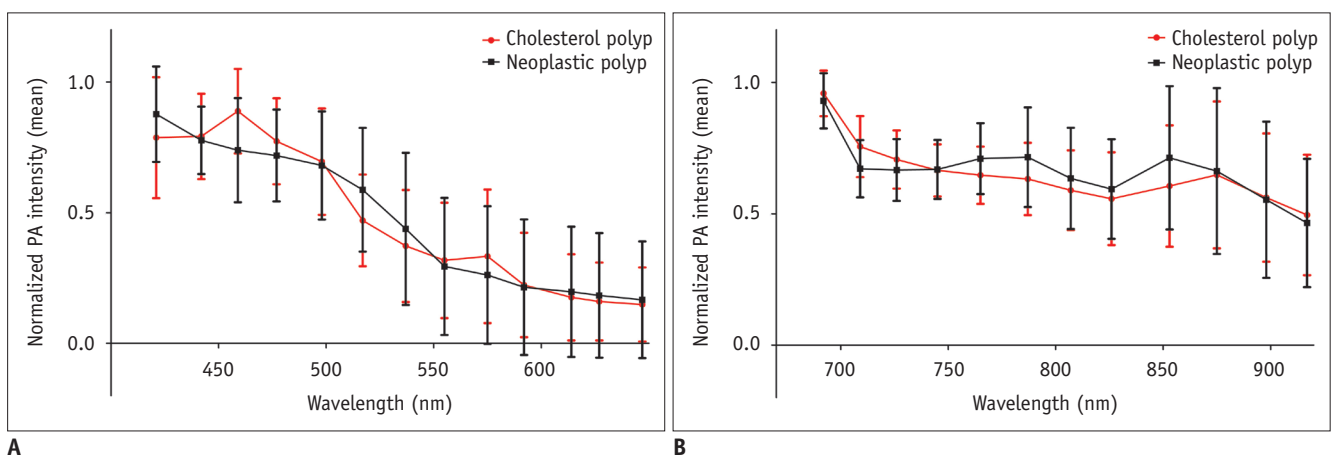 Cholesterol polyp
Neoplastic polyp
Normalized PA intensity (mean)
1.0
0.5
0.0
450 500 550 600
Wavelength (nm)
A
Cholesterol polyp
Neoplastic polyp
Normalized PA intensity (mean)
1.0
0.5
0.0
700 750 800 850 900
Wavelength (nm)
B